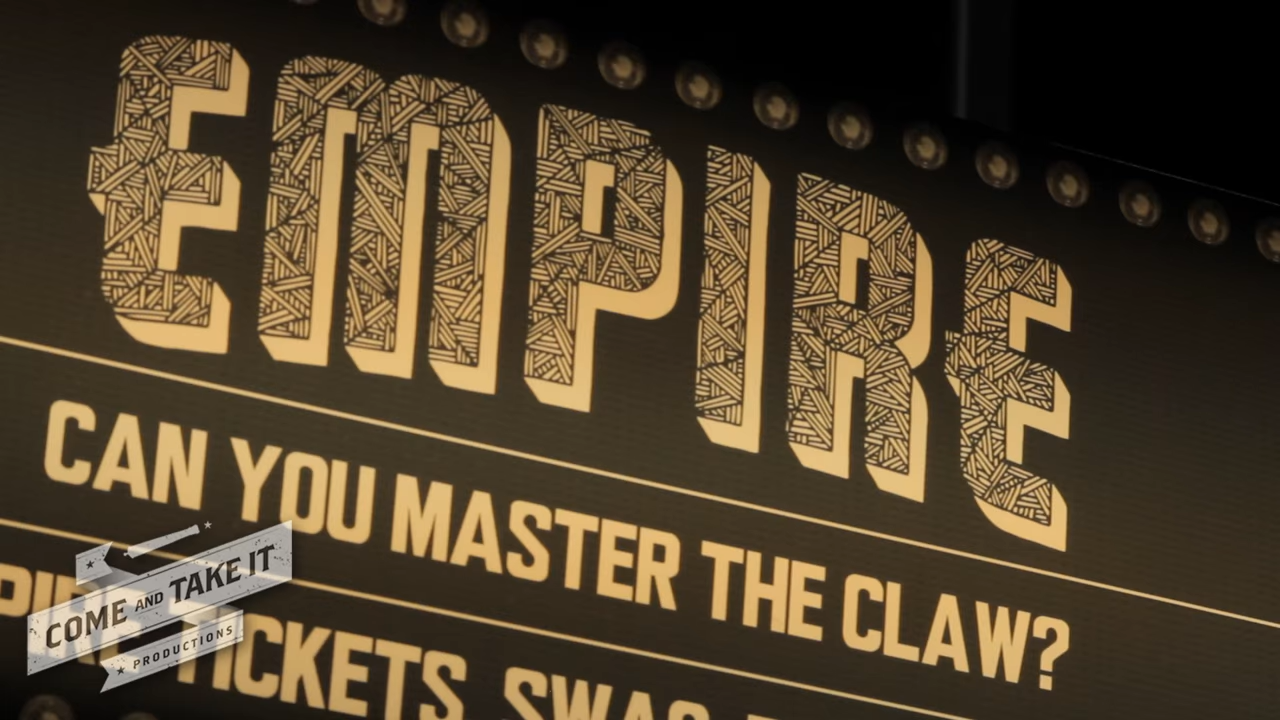 EMPIRE
CAN YOU MASTER THE CLAW?
TICKETS SWAG
COME AND TAKE IT
PRODUCTIONS